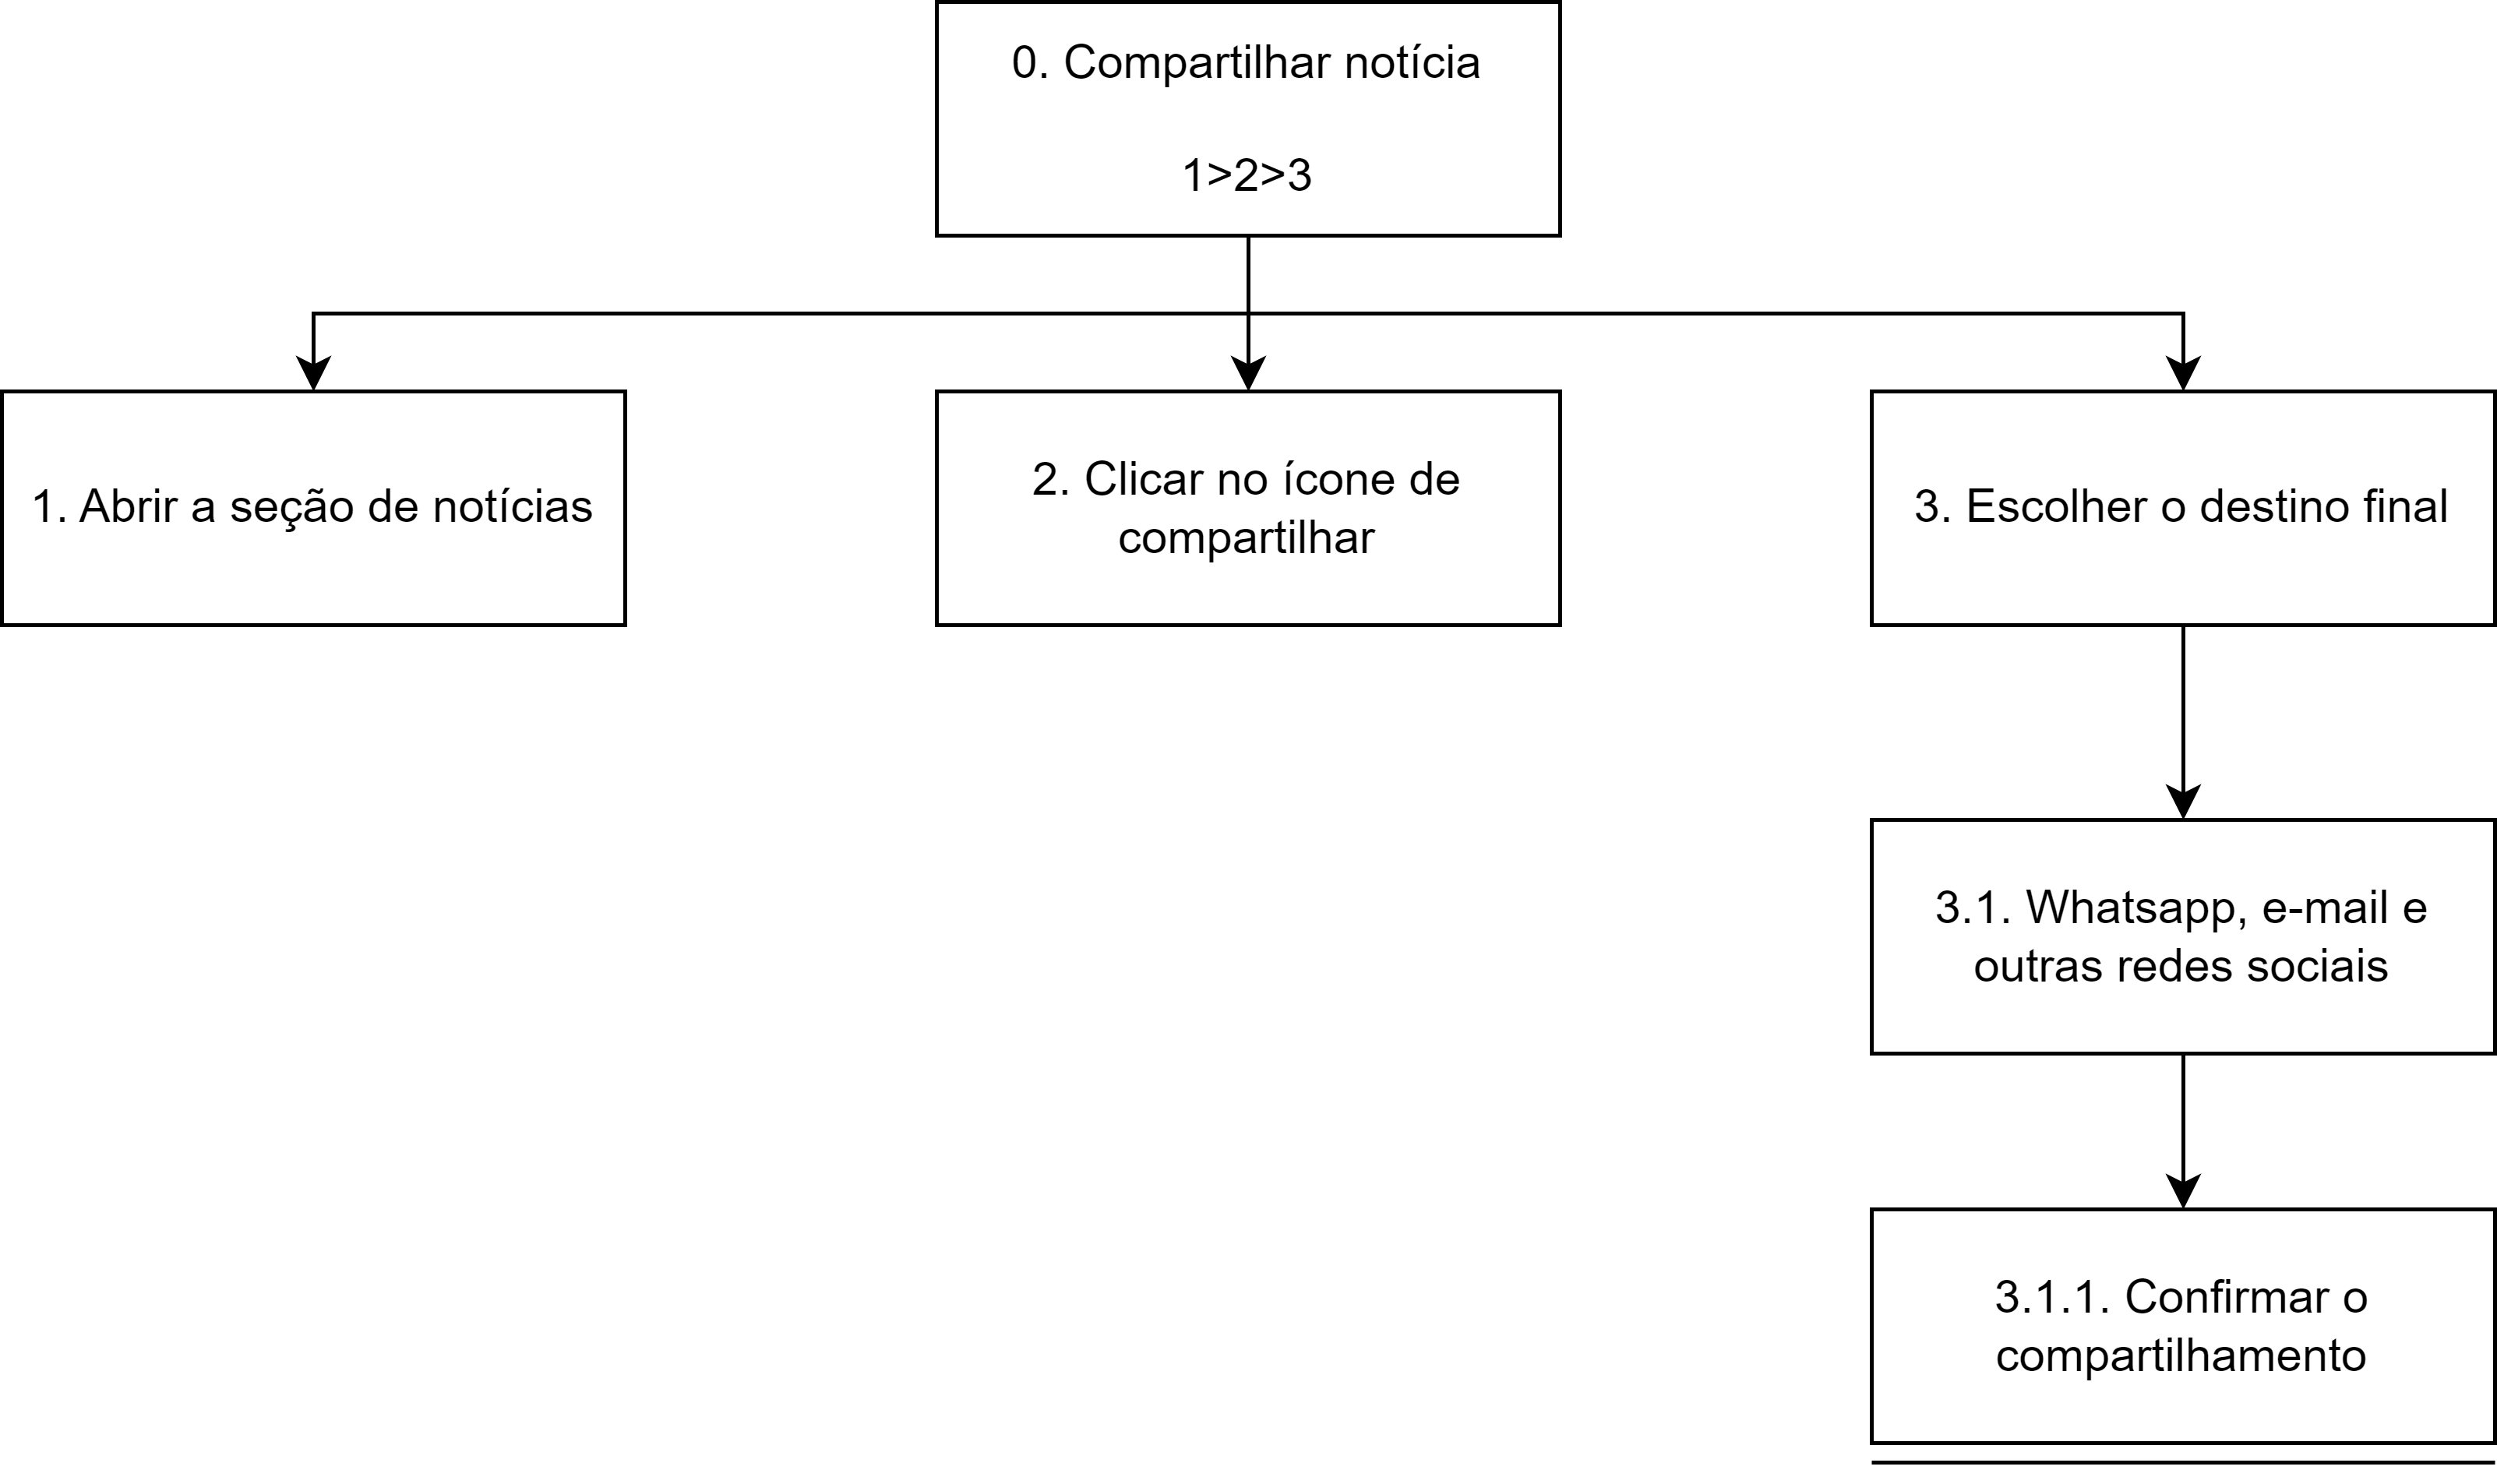 0. Compartilhar notícia
1>2>3
1. Abrir a seção de notícias
2. Clicar no ícone de
compartilhar
3. Escolher o destino final
3.1. Whatsapp, e-mail e
outras redes sociais
3.1.1. Confirmar o
compartilhamento